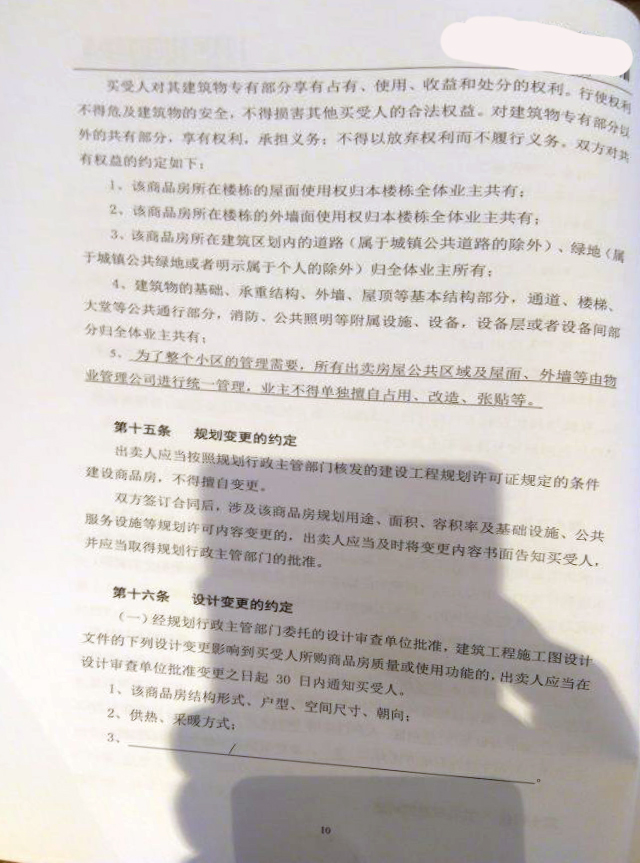 买受人对其建筑物专有部分享有占有、使用、收益和处分的权利。行使权利
不得危及建筑物的安全，不得损害其他买受人的合法权益。对建筑物专有部分以
外的共有部分，享有权利，承担义务；不得以放弃权利而不履行义务。双方对共
有权益的约定如下：
1、该商品房所在楼栋的屋面使用权归本楼栋全体业主共有；
2、该商品房所在楼栋的外墙面使用权归本楼栋全体业主共有；
3、该商品房所在建筑区划内的道路（属于城镇公共道路的除外）、绿地（属
于城镇公共绿地或者明示属于个人的除外）归全体业主所有；
4、建筑物的基础、承重结构、外墙、屋顶等基本结构部分，通道、楼梯、
大堂等公共通行部分，消防、公共照明等附属设施、设备，设备层或者设备间部
分归全体业主共有；
5、为了整个小区的管理需要，所有出卖房屋公共区域及屋面、外墙等由物
业管理公司进行统一管理，业主不得单独擅自占用、改造、张贴等。
第十五条 规划变更的约定
出卖人应当按照规划行政主管部门核发的建设工程规划许可证规定的条件
建设商品房，不得擅自变更。
双方签订合同后，涉及该商品房规划用途、面积、容积率及基础设施、公共
服务设施等规划许可内容变更的，出卖人应当及时将变更内容书面告知买受人，
并应当取得规划行政主管部门的批准。
第十六条 设计变更的约定
（一）经规划行政主管部门委托的设计审查单位批准，建筑工程施工图设计
文件的下列设计变更影响到买受人所购商品房质量或使用功能的，出卖人应当在
设计审查单位批准变更之日起 30 日内通知买受人。
1、该商品房结构形式、户型、空间尺寸、朝向；
2、供热、采暖方式；
3、/。
10